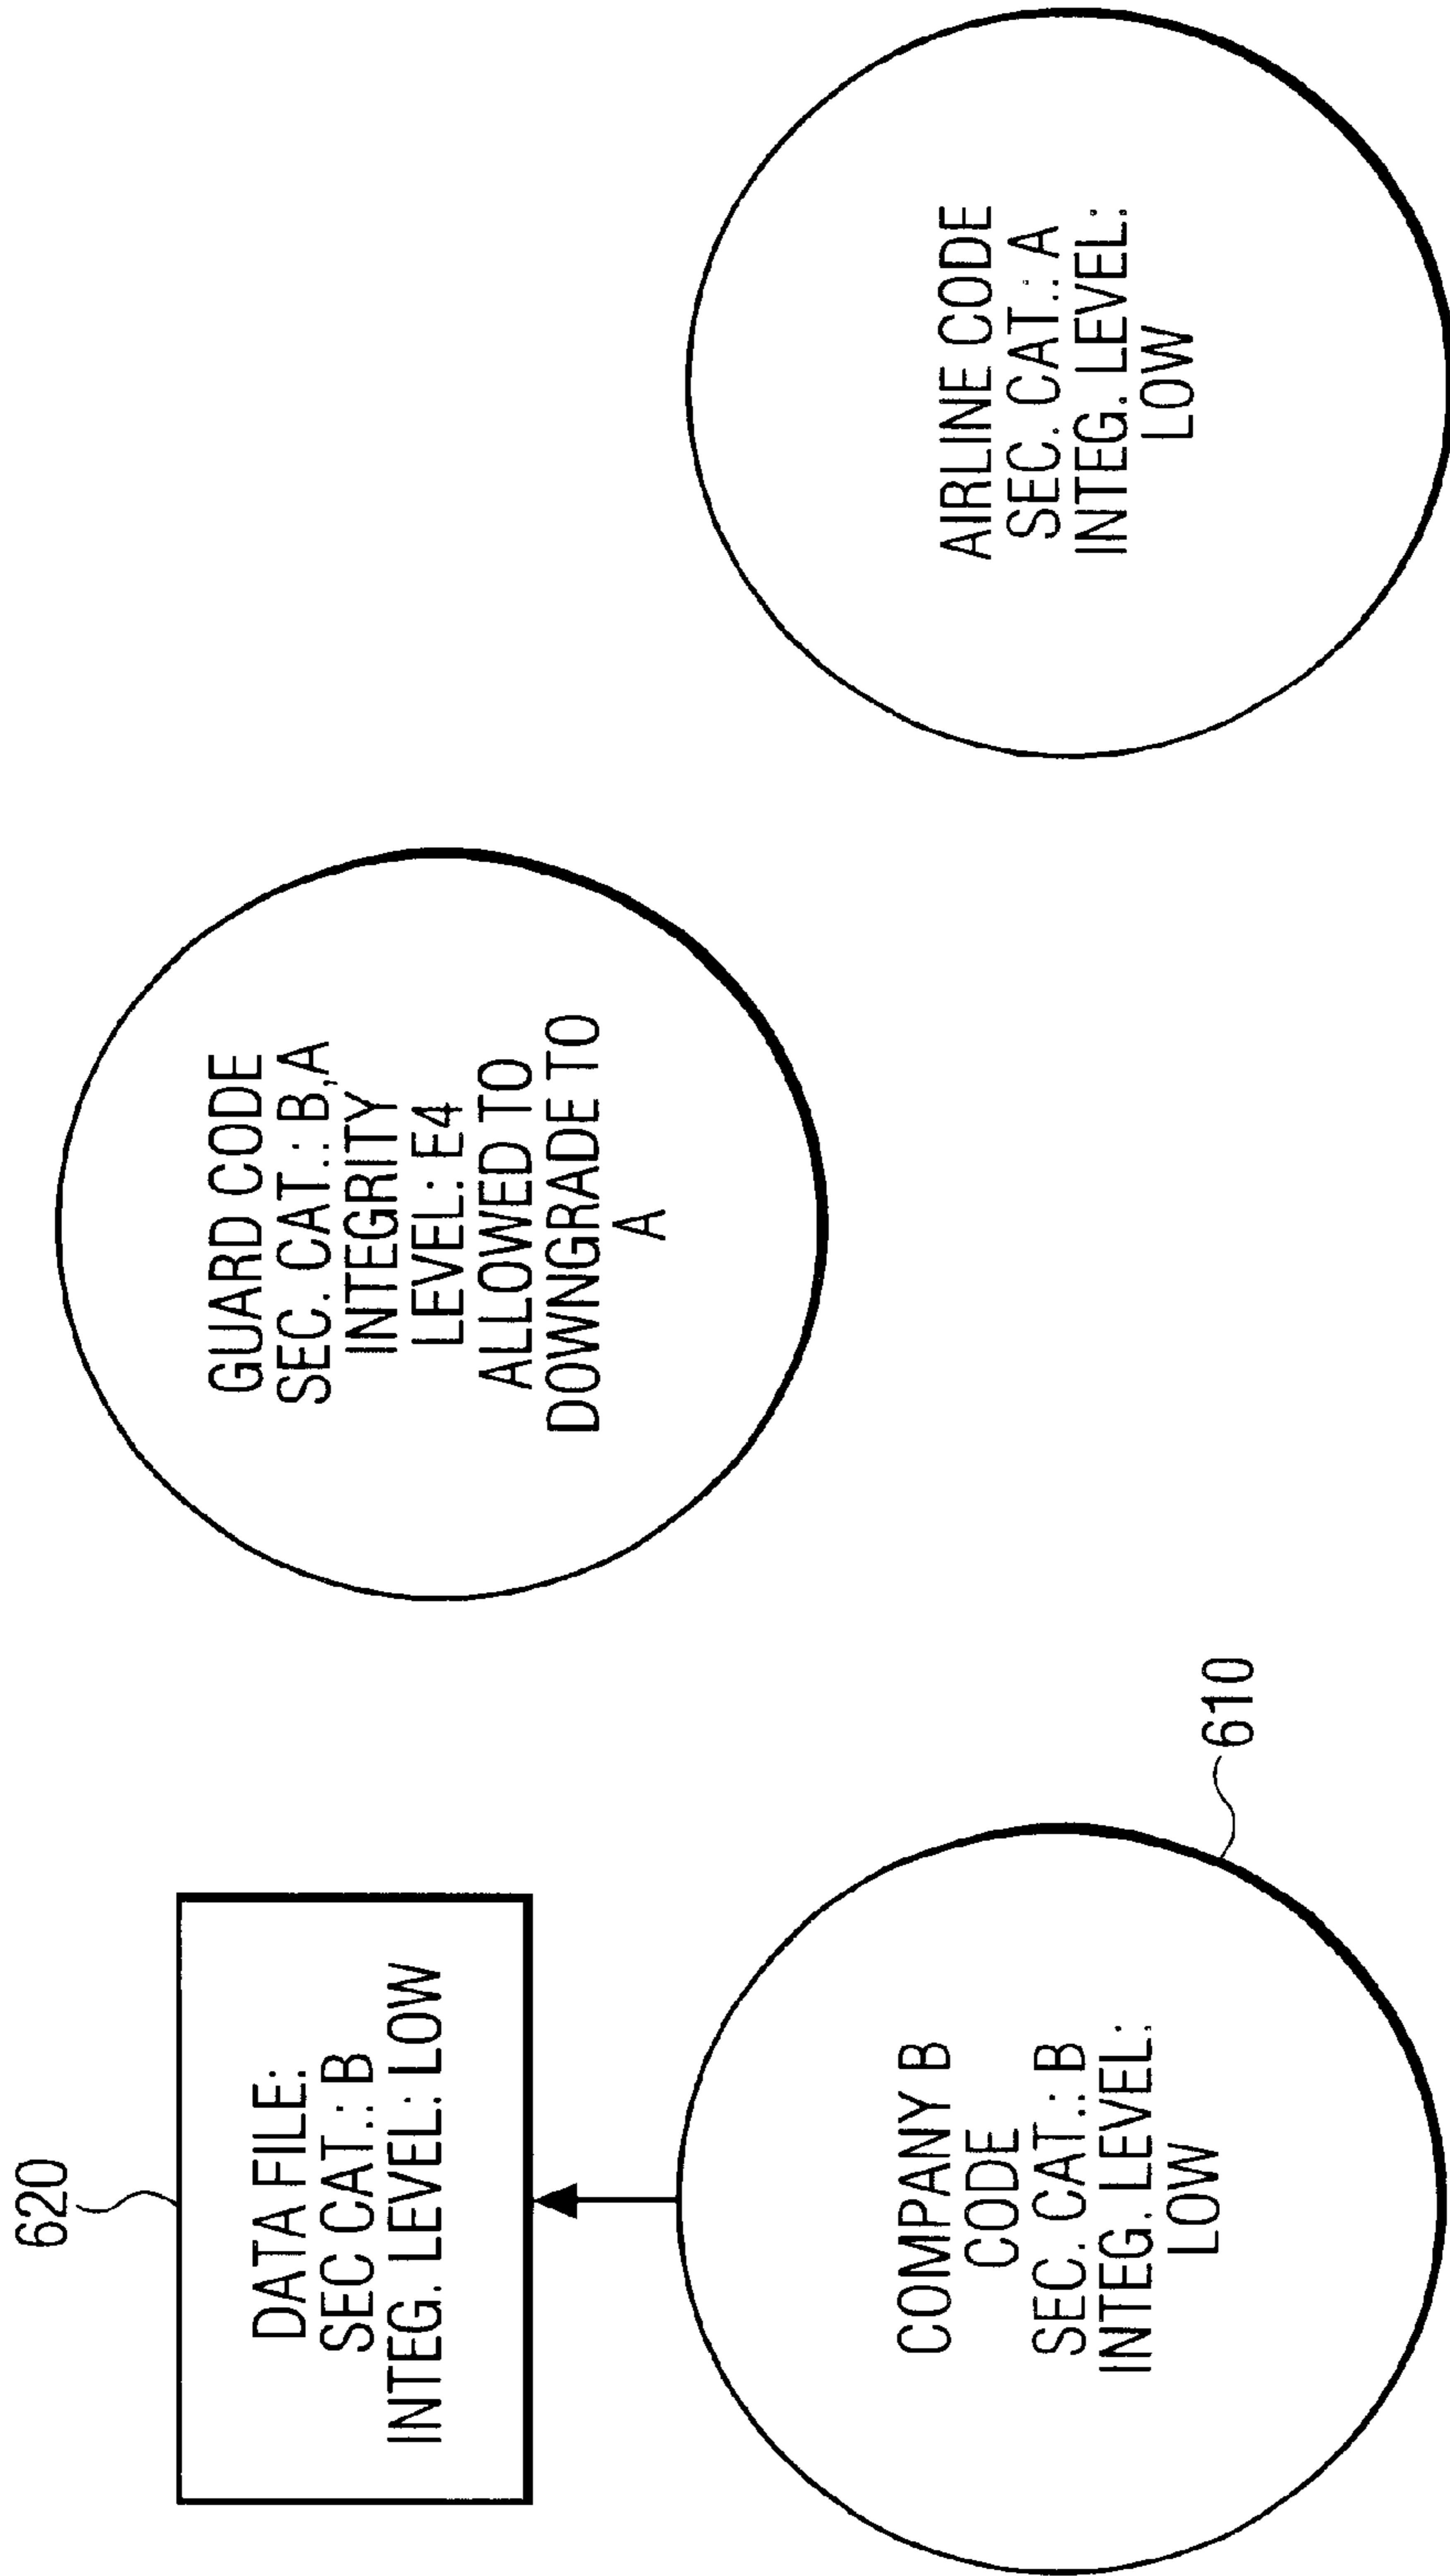 620
DATA FILE:
SEC CAT.: B
INTEG. LEVEL: LOW
COMPANY B
CODE
SEC. CAT.: B
INTEG. LEVEL:
LOW
610
GUARD CODE
SEC. CAT.: B,A
INTEGRITY
LEVEL: E4
ALLOWED TO
DOWNGRADE TO
A
AIRLINE CODE
SEC. CAT.: A
INTEG. LEVEL:
LOW